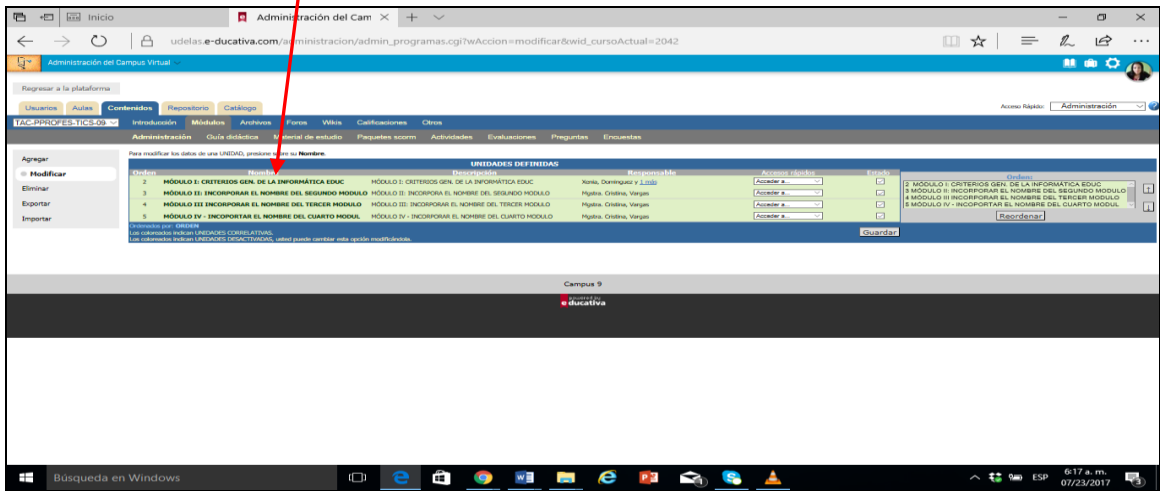 Inicio
Administración del Cam
udelas.e-ducativa.com/administracion/admin_programas.cgi?wAccion=modificar&wid_cursoActual=2042
Administración del Campus Virtual
Regresar a la plataforma
Usuarios Aulas Contenidos Repositorio Catálogo
Acceso Rápido: Administración
TAC-PPROFES-TICS-09 Introducción Módulos Archivos Foros Wikis Calificaciones Otros
Administración Guía didáctica Material de estudio Paquetes scorm Actividades Evaluaciones Preguntas Encuestas
Agregar
Modificar
Eliminar
Exportar
Importar
Para modificar los datos de una UNIDAD, presione sobre su Nombre.
UNIDADES DEFINIDAS
Orden Nombre Descripción Responsable Accesos rápidos Estado
2 MÓDULO I: CRITERIOS GEN. DE LA INFORMÁTICA EDUC MÓDULO I: CRITERIOS GEN. DE LA INFORMÁTICA EDUC Xenia, Dominguez y 1 más Acceder a...
3 MÓDULO II: INCORPORAR EL NOMBRE DEL SEGUNDO MODULO MÓDULO II: INCORPORA EL NOMBRE DEL SEGUNDO MÓDULO Mgstra. Cristina, Vargas Acceder a...
4 MÓDULO III INCORPORAR EL NOMBRE DEL TERCER MODULO MÓDULO III: INCORPORAR EL NOMBRE DEL TERCER MÓDULO Mgstra. Cristina, Vargas Acceder a...
5 MÓDULO IV - INCOPORTAR EL NOMBRE DEL CUARTO MODUL MÓDULO IV - INCORPORAR EL NOMBRE DEL CUARTO MÓDULO Mgstra. Cristina, Vargas Acceder a...
Ordenados por: ORDEN
Los coloreados indican UNIDADES CORRELATIVAS.
Los coloreados indican UNIDADES DESACTIVADAS, usted puede cambiar esta opción modificándola.
Guardar
Orden:
2 MÓDULO I: CRITERIOS GEN. DE LA INFORMÁTICA EDUC
3 MÓDULO II: INCORPORAR EL NOMBRE DEL SEGUNDO MODULO
4 MÓDULO III INCORPORAR EL NOMBRE DEL TERCER MODULO
5 MÓDULO IV - INCOPORTAR EL NOMBRE DEL CUARTO MODUL
Reordenar
Campus 9
powered by
e-ducativa
Búsqueda en Windows
ESP
6:17 a. m.
07/23/2017